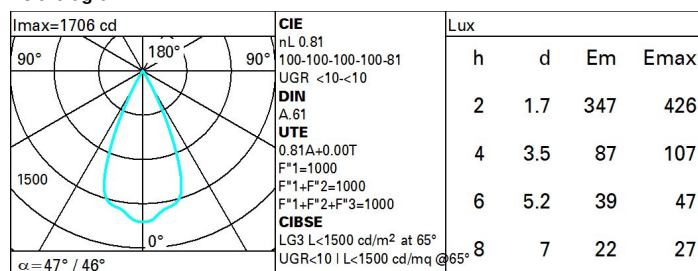 Imax=1706 cd
90°
180°
90°
1500
0°
α=47° / 46°
CIE
nL 0.81
100-100-100-100-81
UGR <10-<10
DIN
A.61
UTE
0.81A+0.00T
F"1=1000
F"1+F"2=1000
F"1+F"2+F"3=1000
CIBSE
LG3 L<1500 cd/m² at 65°
UGR<10 | L<1500 cd/mq @65°
Lux
h d Em Emax
2 1.7 347 426
4 3.5 87 107
6 5.2 39 47
8 7 22 27